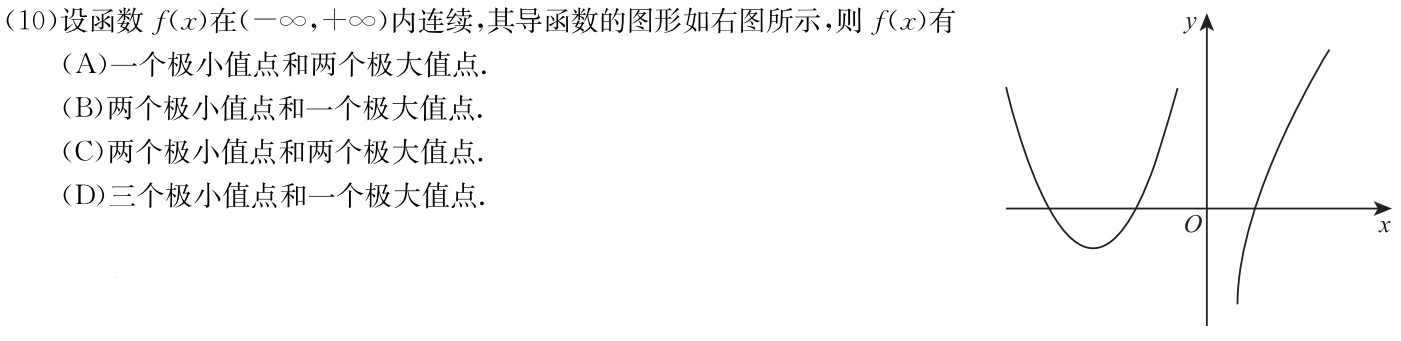 (10)设函数 f(x)在(−∞,+∞)内连续,其导函数的图形如右图所示,则 f(x)有
(A)一个极小值点和两个极大值点.
(B)两个极小值点和一个极大值点.
(C)两个极小值点和两个极大值点.
(D)三个极小值点和一个极大值点.
y
O
x